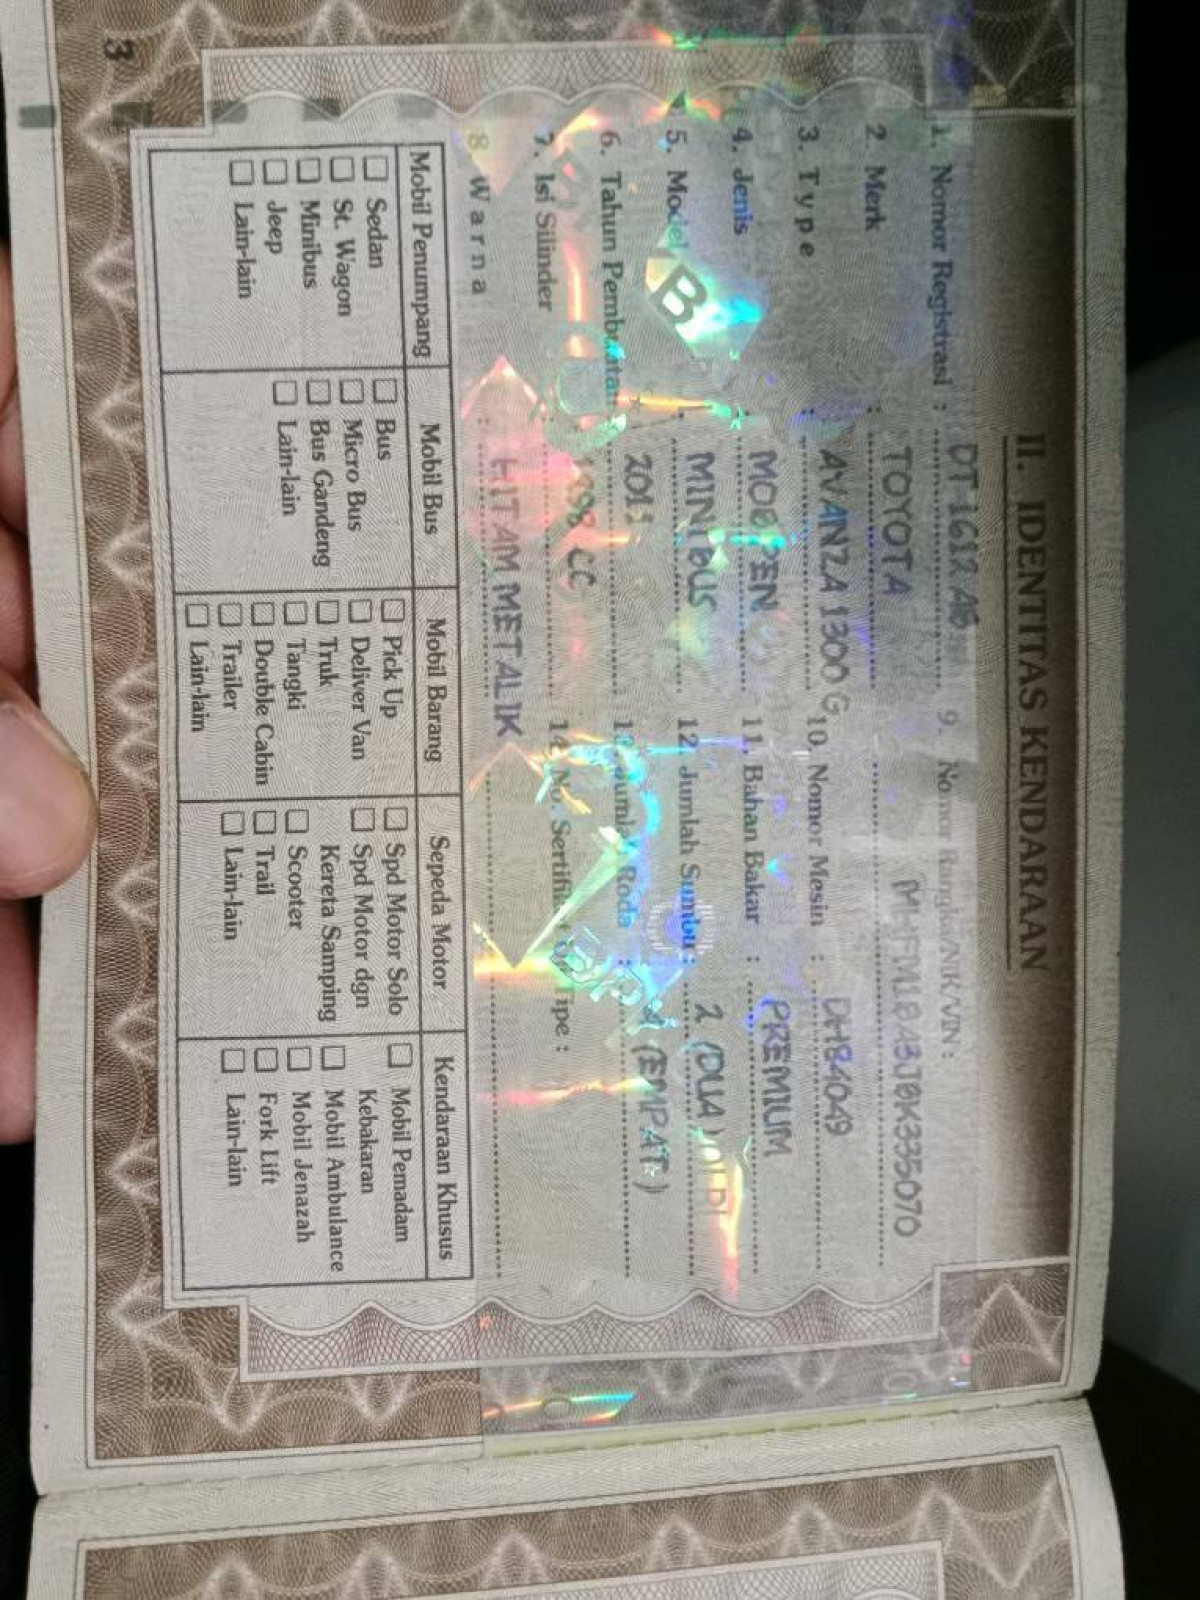 II. IDENTITAS KENDARAAN
1. Nomor Registrasi : DT 1612 AB
2. Merk : TOYOTA
3. Type : AVANZA 1300 G
4. Jenis : MOBPEN
5. Model : MINI BUS
6. Tahun Pembuatan
7. Isi Silinder : CC
8. Warna : HITAM METALIK
9. Nomor Rangka/NIK/VIN :
10. Nomor Mesin : DH84049
11. Bahan Bakar : PREMIUM
12. Jumlah Sumbu : 2 (DUA)
13. Jumlah Roda : 4 (EMPAT)
14. No. Sertifikat Tipe :
B
Mobil Penumpang
Sedan
St. Wagon
Minibus
Jeep
Lain-lain
Mobil Bus
Bus
Micro Bus
Bus Gandeng
Lain-lain
Mobil Barang
Pick Up
Deliver Van
Truk
Tangki
Double Cabin
Trailer
Lain-lain
Sepeda Motor
Spd Motor Solo
Spd Motor dgn
Kereta Samping
Scooter
Trail
Lain-lain
Kendaraan Khusus
Mobil Pemadam
Kebakaran
Mobil Ambulance
Mobil Jenazah
Fork Lift
Lain-lain
3